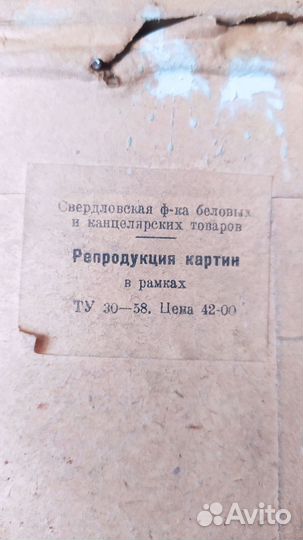 Свердловская ф-ка беловых
и канцелярских товаров
Репродукция картин
в рамках
ТУ 30—58. Цена 42-00
Avito